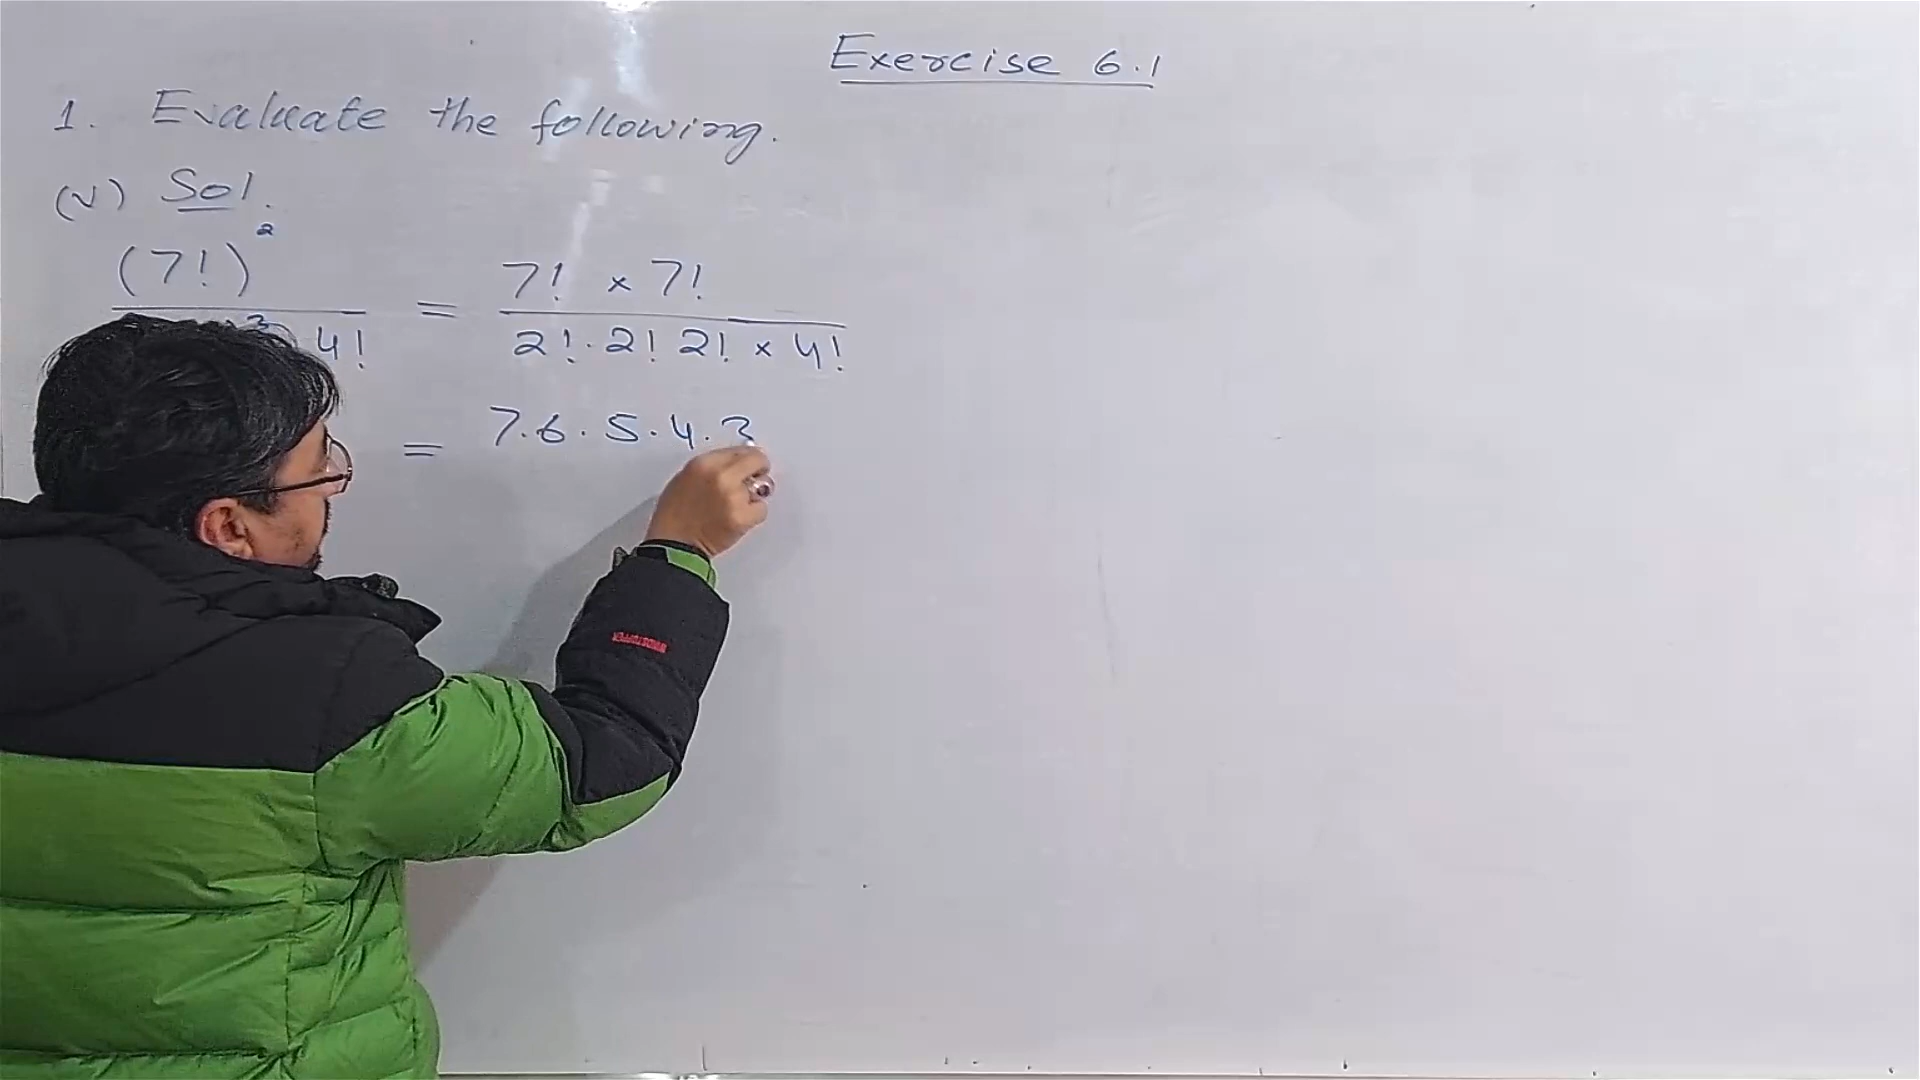 Exercise 6.1
1. Evaluate the following.
(v) Sol.
(7!)² / 4! = 7! × 7! / 2!·2! 2! × 4!
= 7.6.5.4.3
WINDSTOPPER